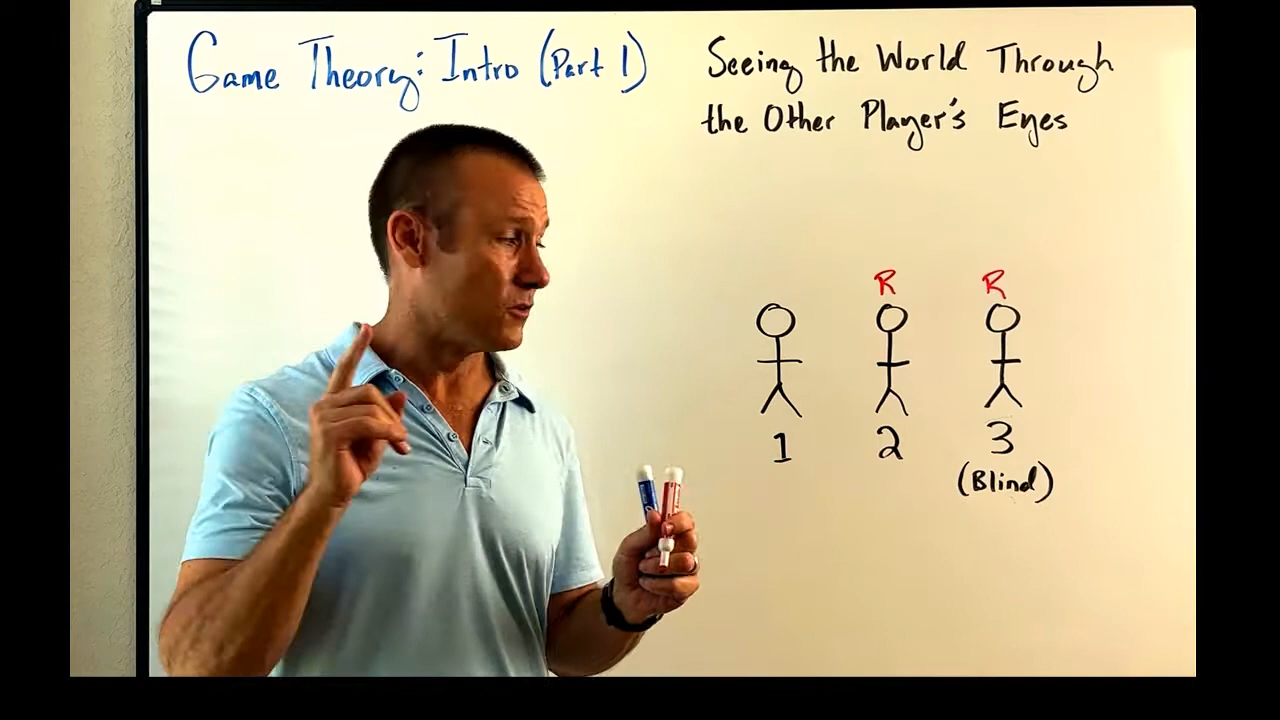 Game Theory: Intro (Part 1)
Seeing the World Through
the Other Player's Eyes
R R
1 2 3
(Blind)